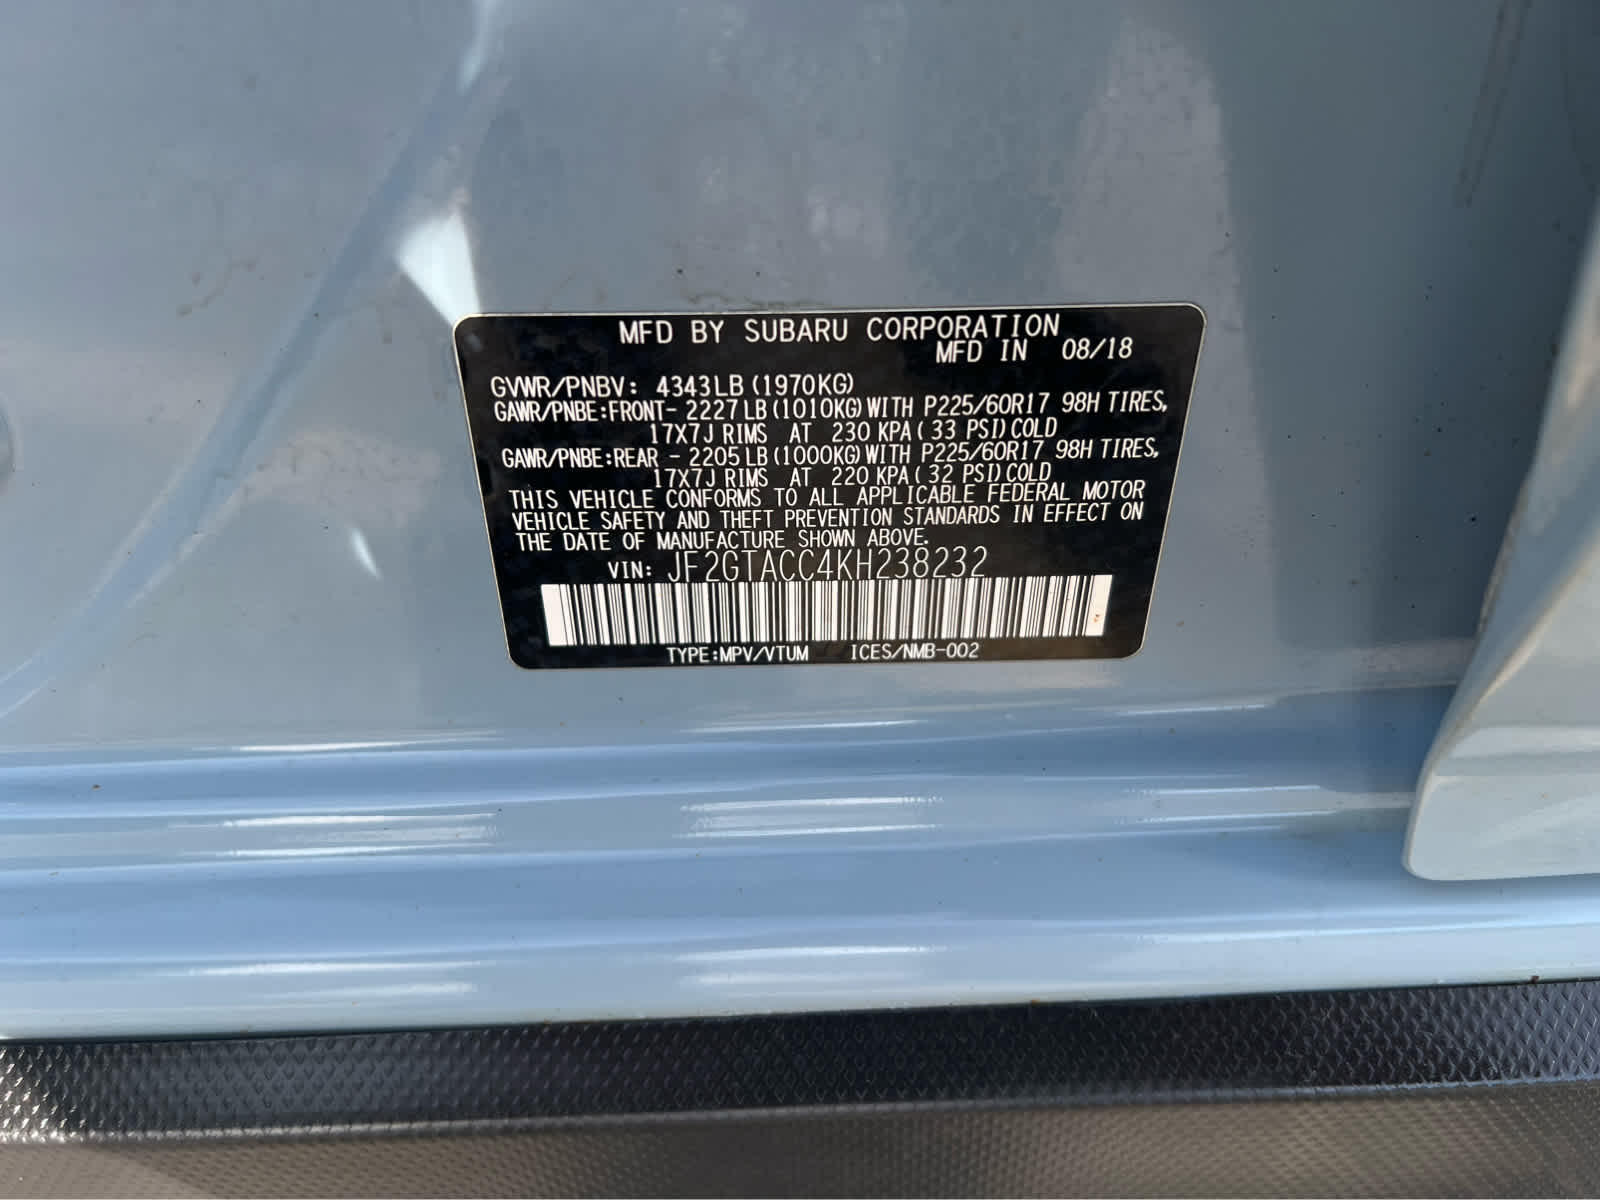 MFD BY SUBARU CORPORATION
MFD IN 08/18
GVWR/PNBV: 4343LB (1970KG)
GAWR/PNBE:FRONT- 2227LB (1010KG) WITH P225/60R17 98H TIRES,
17X7J RIMS AT 230 KPA ( 33 PSI) COLD
GAWR/PNBE:REAR - 2205LB (1000KG) WITH P225/60R17 98H TIRES,
17X7J RIMS AT 220 KPA ( 32 PSI) COLD
THIS VEHICLE CONFORMS TO ALL APPLICABLE FEDERAL MOTOR
VEHICLE SAFETY AND THEFT PREVENTION STANDARDS IN EFFECT ON
THE DATE OF MANUFACTURE SHOWN ABOVE.
VIN: JF2GTACC4KH238232
TYPE:MPV/VTUM ICES/NMB-002